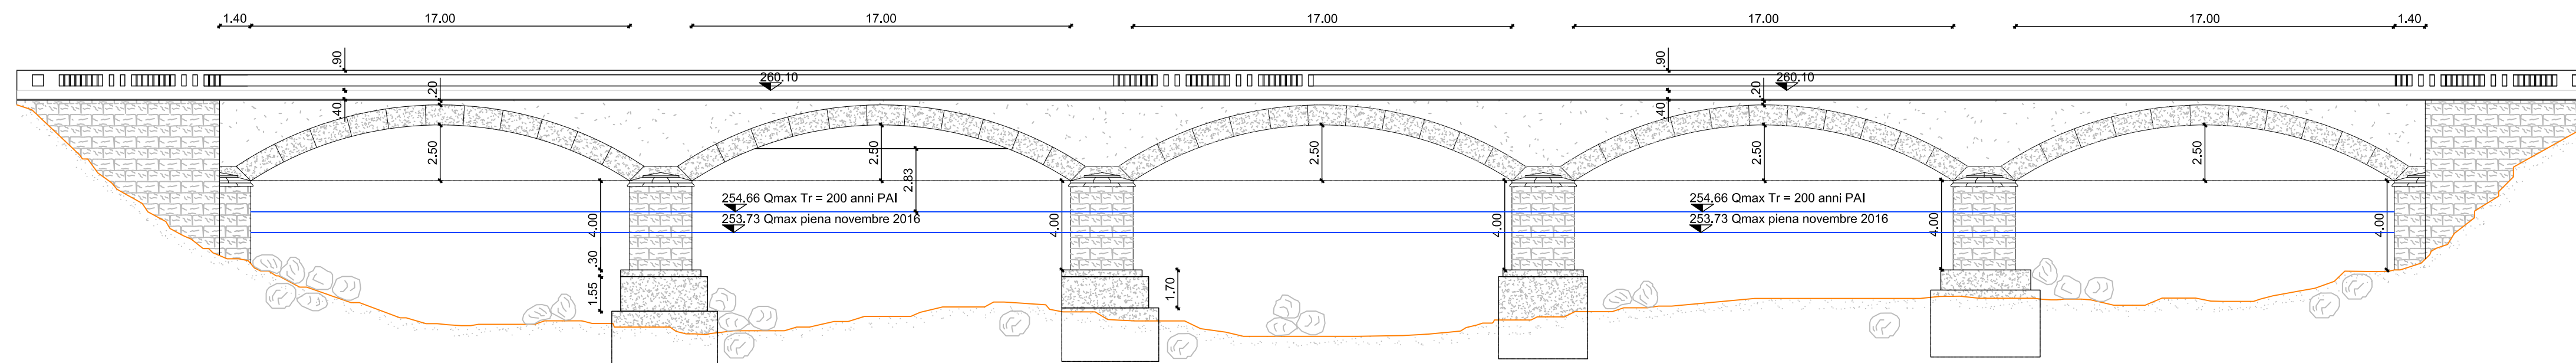 1.40 17.00 17.00 17.00 17.00 17.00 1.40
.90 .90
260.10 260.10
.20 .20
.40 .40
2.50 2.50 2.50 2.50 2.50
2.83
254.66 Qmax Tr = 200 anni PAI 254.66 Qmax Tr = 200 anni PAI
253.73 Qmax piena novembre 2016 253.73 Qmax piena novembre 2016
4.00 4.00 4.00 4.00 4.00
.30
1.55 1.70